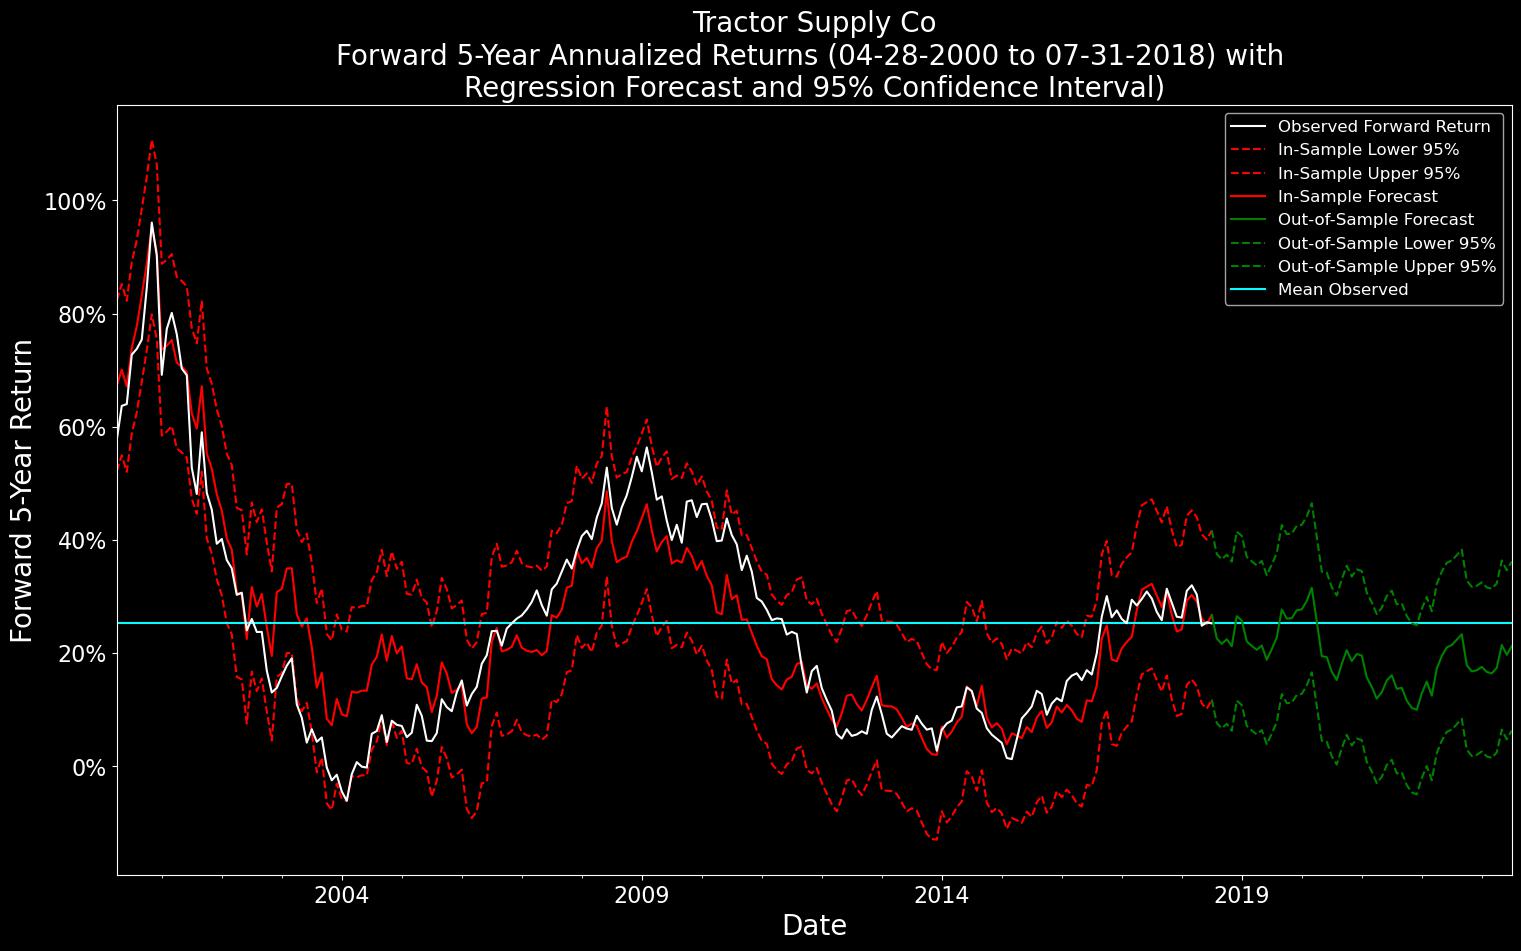 Tractor Supply Co
Forward 5-Year Annualized Returns (04-28-2000 to 07-31-2018) with
Regression Forecast and 95% Confidence Interval)
Observed Forward Return
In-Sample Lower 95%
In-Sample Upper 95%
In-Sample Forecast
Out-of-Sample Forecast
Out-of-Sample Lower 95%
Out-of-Sample Upper 95%
Mean Observed
Forward 5-Year Return
100%
80%
60%
40%
20%
0%
2004
2009
2014
2019
Date